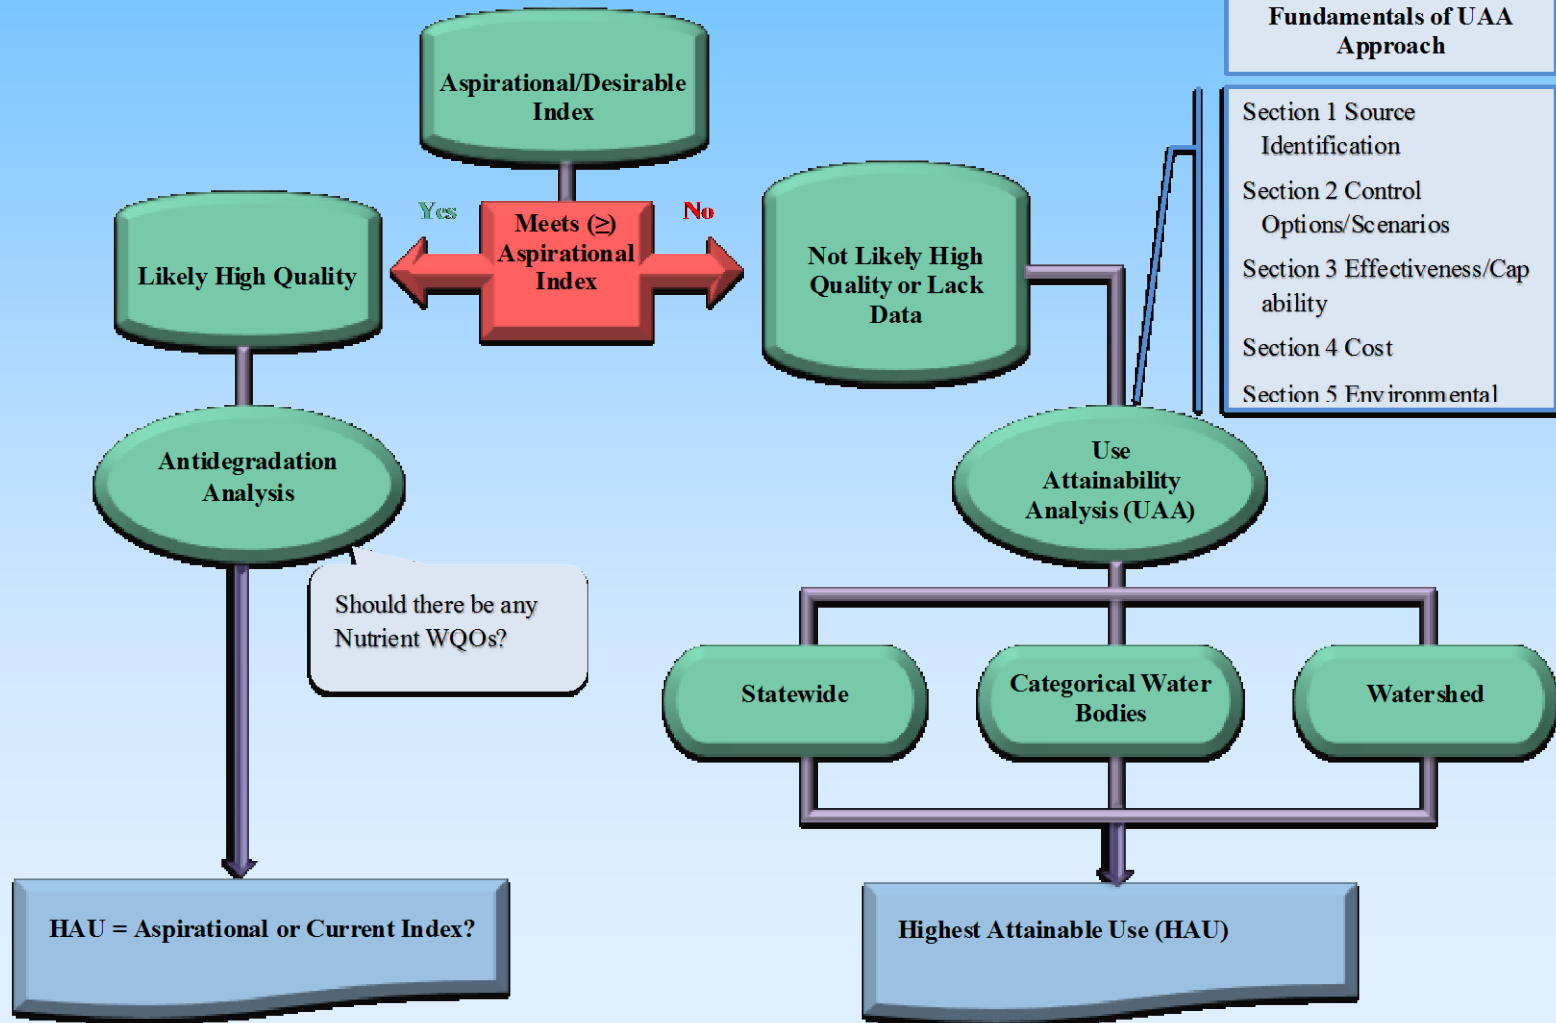 Fundamentals of UAA
Approach
Aspirational/Desirable
Index
Section 1 Source
Identification
Section 2 Control
Options/Scenarios
Section 3 Effectiveness/Cap
ability
Section 4 Cost
Section 5 Environmental
Yes
Meets (≥)
Aspirational
Index
No
Likely High Quality
Not Likely High
Quality or Lack
Data
Antidegradation
Analysis
Use
Attainability
Analysis (UAA)
Should there be any
Nutrient WQOs?
Statewide
Categorical Water
Bodies
Watershed
HAU = Aspirational or Current Index?
Highest Attainable Use (HAU)